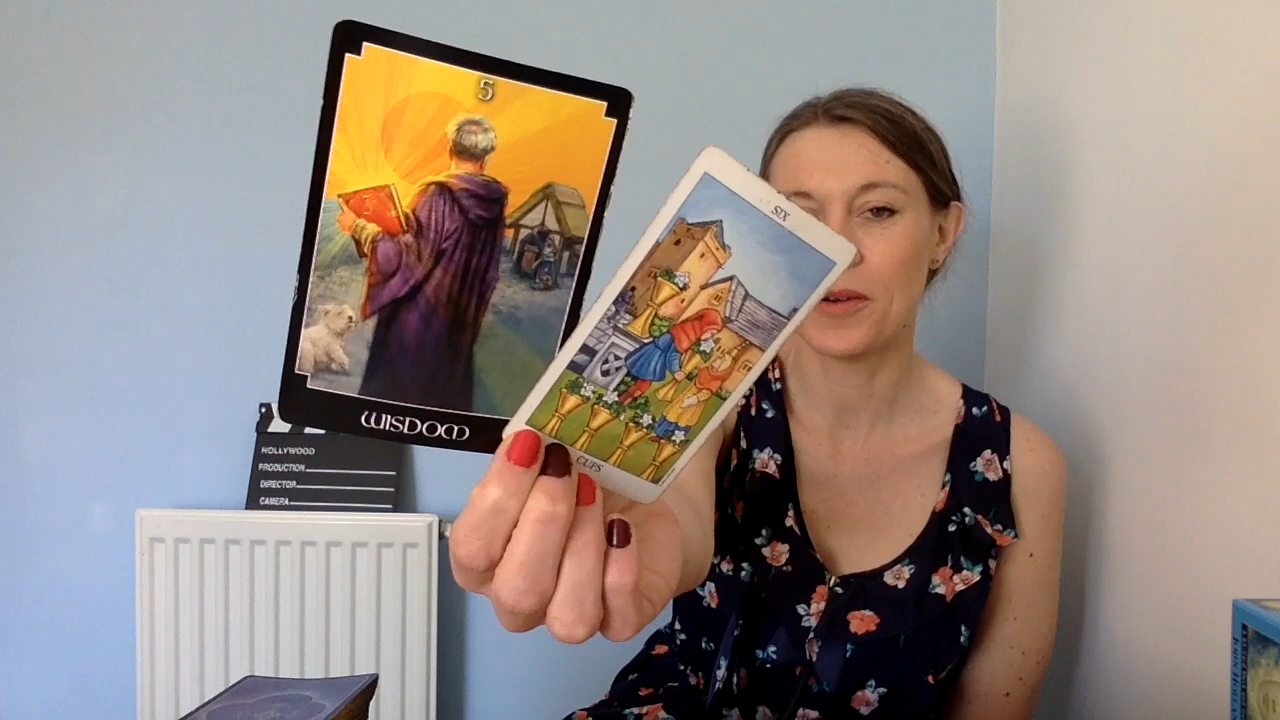 5
WISDOM
SIX
CUPS
HOLLYWOOD
PRODUCTION
DIRECTOR
CAMERA